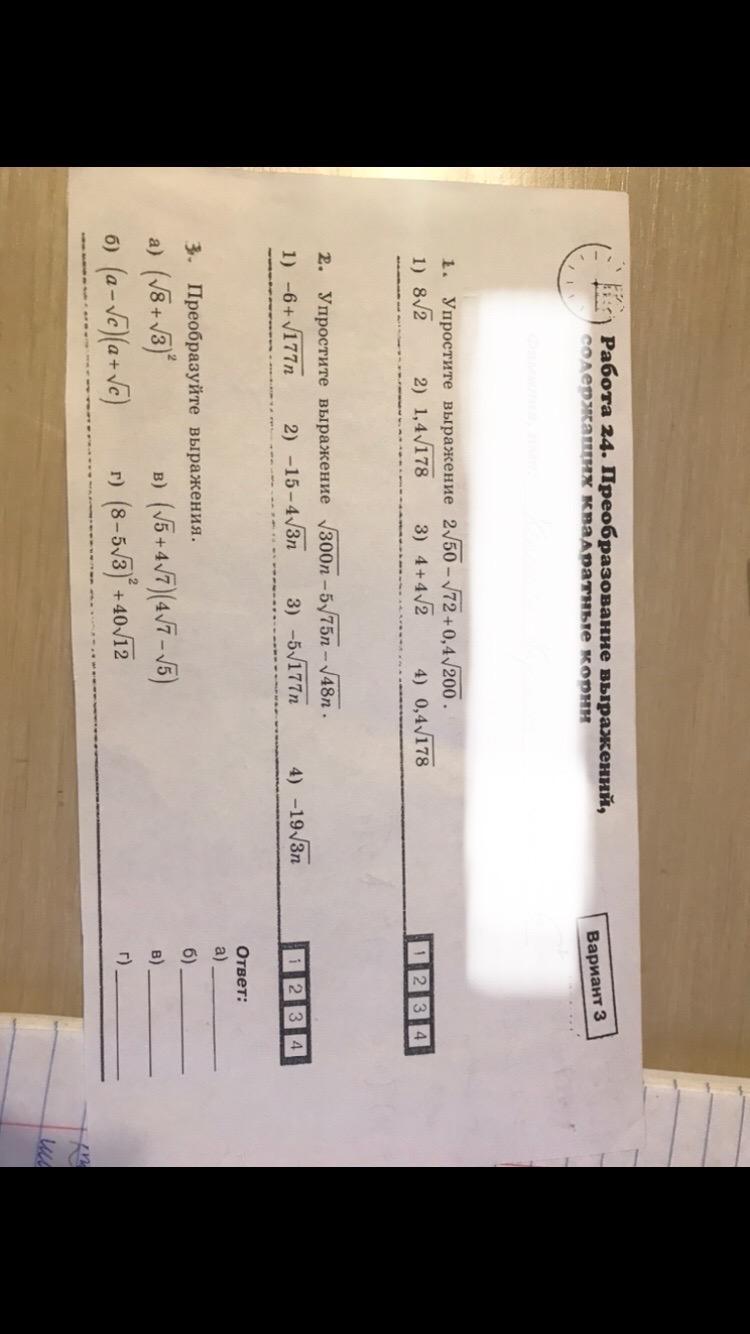 Работа 24. Преобразование выражений,
содержащих квадратные корни
Вариант 3
1. Упростите выражение 2√50 − √72 + 0,4√200.
1) 8√2 2) 1,4√178 3) 4 + 4√2 4) 0,4√178
1 2 3 4
2. Упростите выражение √300n − 5√75n − √48n.
1) −6 + √177n 2) −15 − 4√3n 3) −5√177n 4) −19√3n
1 2 3 4
3. Преобразуйте выражения.
а) (√8 + √3)² в) (√5 + 4√7)(4√7 − √5)
б) (a − √c)(a + √c) г) (8 − 5√3)² + 40√12
Ответ:
а)
б)
в)
г)